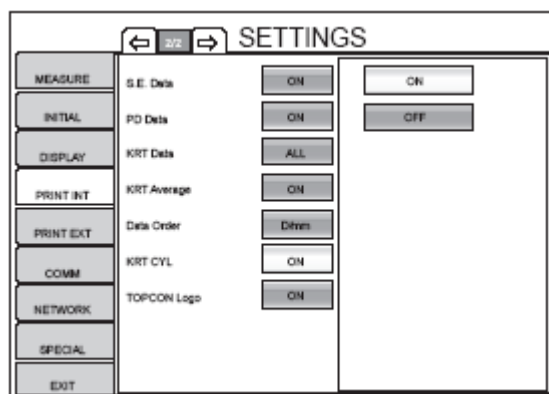 2/2 SETTINGS
MEASURE
INITIAL
DISPLAY
PRINT INT
PRINT EXT
COMM
NETWORK
SPECIAL
EXIT
S.E. Data ON
PD Data ON
KRT Data ALL
KRT Average ON
Data Order D/mm
KRT CYL ON
TOPCON Logo ON
ON
OFF